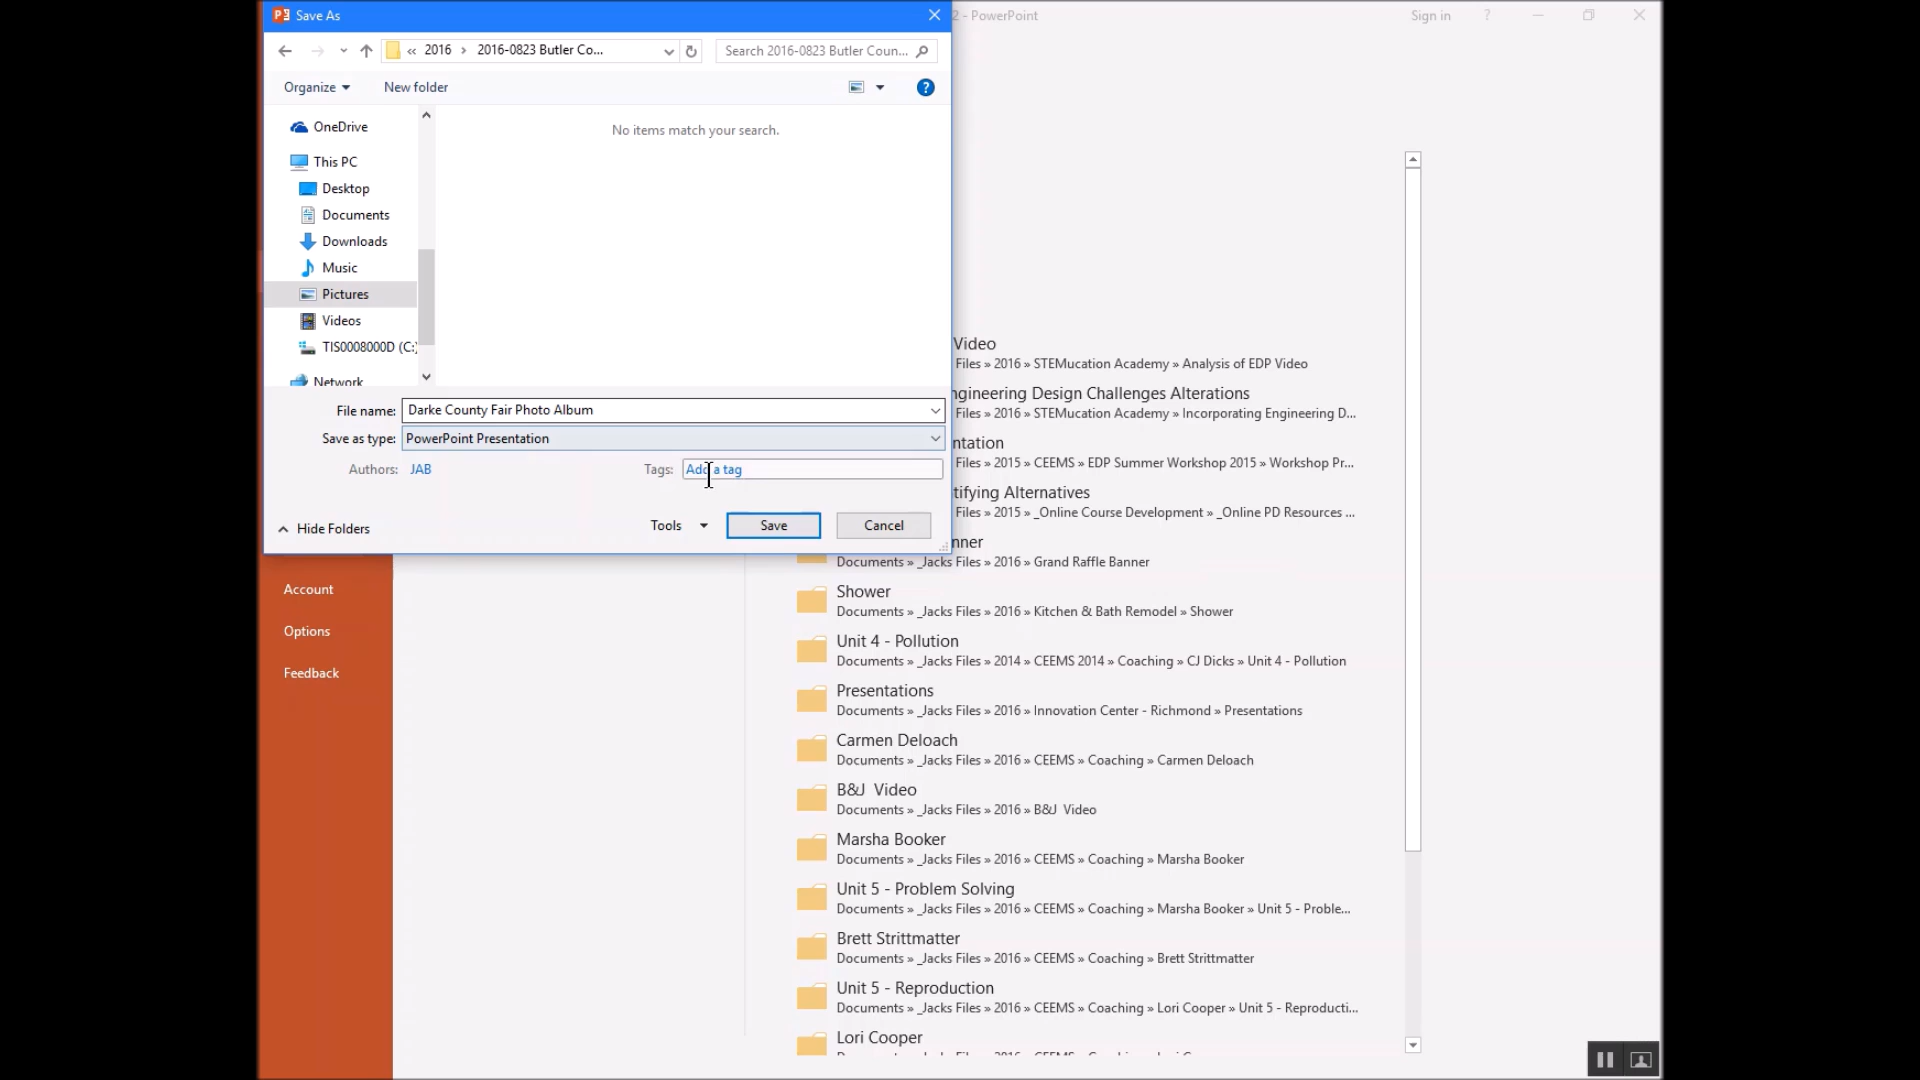 Save As
2 - PowerPoint
Sign in
?
« 2016 › 2016-0823 Butler Co...
Search 2016-0823 Butler Coun...
Organize
New folder
?
OneDrive
This PC
Desktop
Documents
Downloads
Music
Pictures
Videos
TIS0008000D (C:)
Network
No items match your search.
File name: Darke County Fair Photo Album
Save as type: PowerPoint Presentation
Authors: JAB
Tags: Add a tag
Hide Folders
Tools
Save
Cancel
Account
Options
Feedback
Video
Files » 2016 » STEMucation Academy » Analysis of EDP Video
ngineering Design Challenges Alterations
Files » 2016 » STEMucation Academy » Incorporating Engineering D...
ntation
Files » 2015 » CEEMS » EDP Summer Workshop 2015 » Workshop Pr...
tifying Alternatives
Files » 2015 » _Online Course Development » _Online PD Resources ...
nner
Documents » _Jacks Files » 2016 » Grand Raffle Banner
Shower
Documents » _Jacks Files » 2016 » Kitchen & Bath Remodel » Shower
Unit 4 - Pollution
Documents » _Jacks Files » 2014 » CEEMS 2014 » Coaching » CJ Dicks » Unit 4 - Pollution
Presentations
Documents » _Jacks Files » 2016 » Innovation Center - Richmond » Presentations
Carmen Deloach
Documents » _Jacks Files » 2016 » CEEMS » Coaching » Carmen Deloach
B&J Video
Documents » _Jacks Files » 2016 » B&J Video
Marsha Booker
Documents » _Jacks Files » 2016 » CEEMS » Coaching » Marsha Booker
Unit 5 - Problem Solving
Documents » _Jacks Files » 2016 » CEEMS » Coaching » Marsha Booker » Unit 5 - Proble...
Brett Strittmatter
Documents » _Jacks Files » 2016 » CEEMS » Coaching » Brett Strittmatter
Unit 5 - Reproduction
Documents » _Jacks Files » 2016 » CEEMS » Coaching » Lori Cooper » Unit 5 - Reproducti...
Lori Cooper